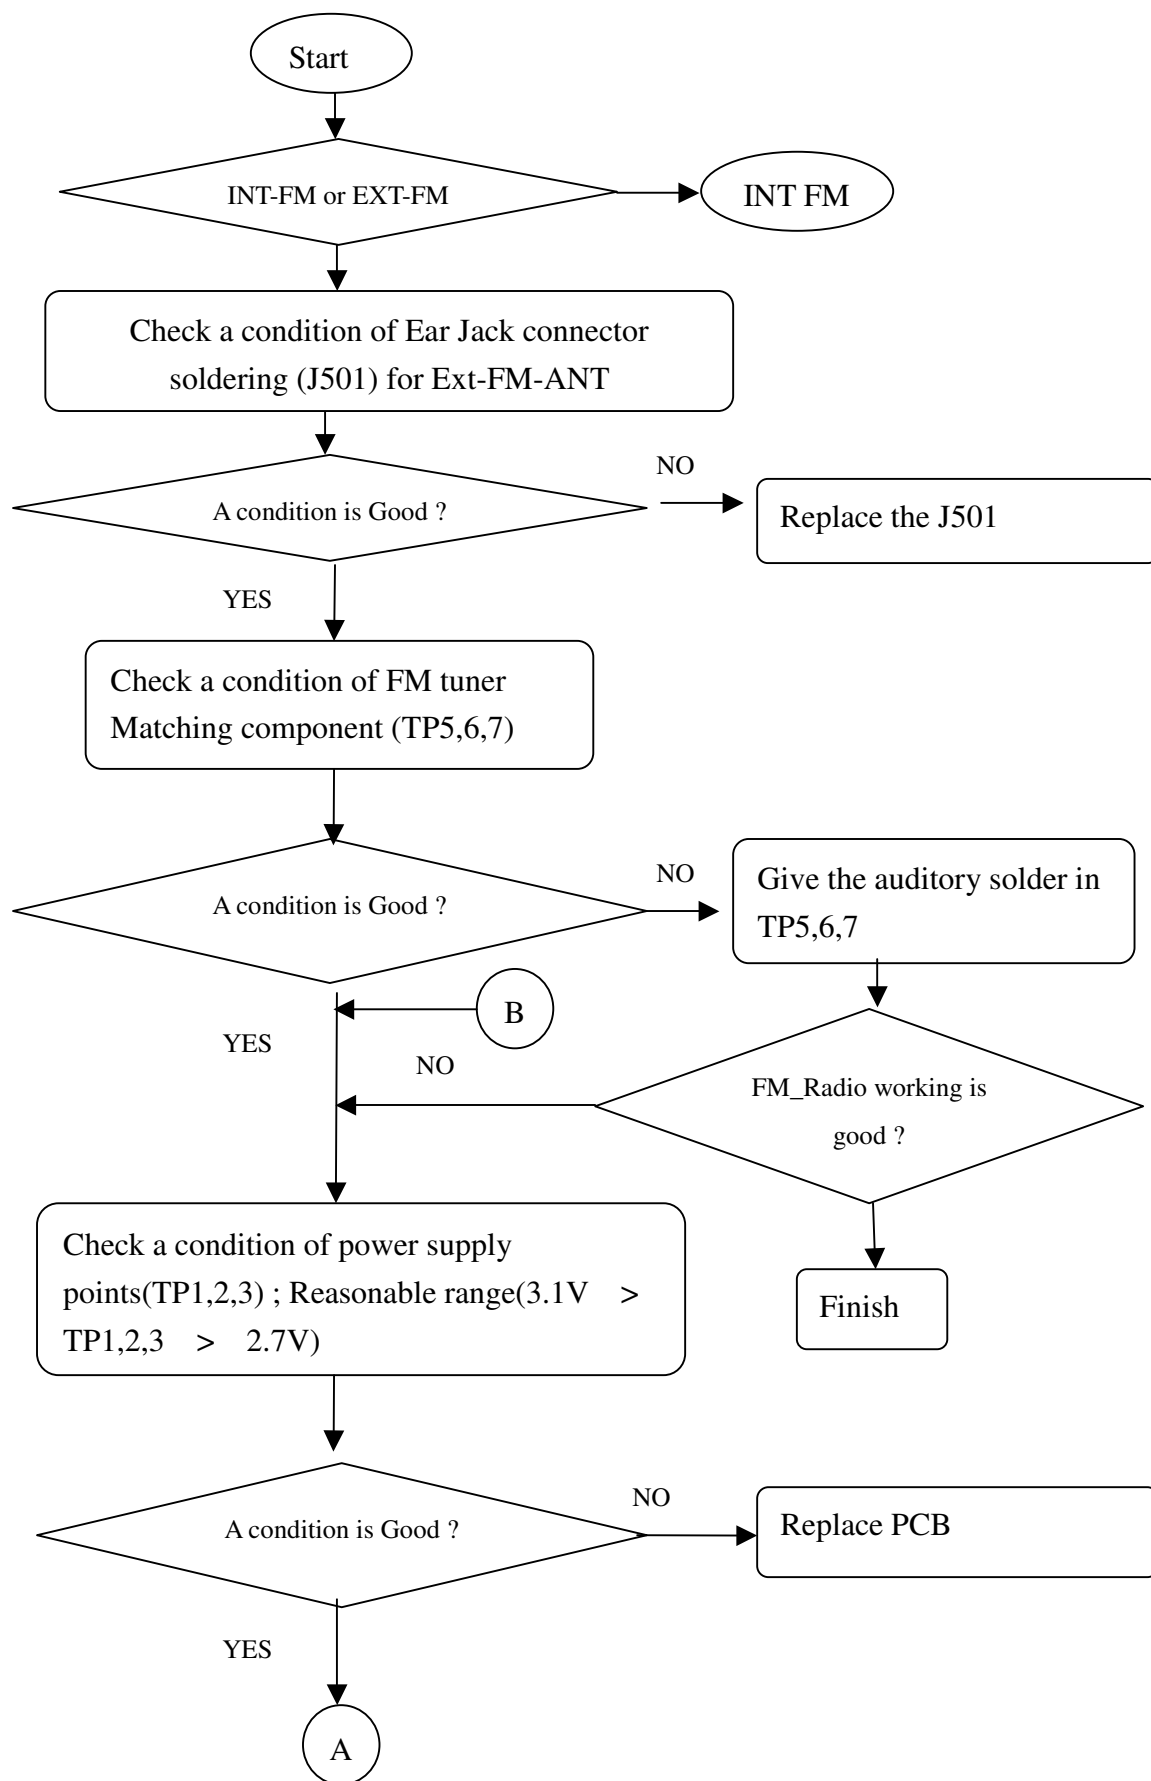 Start
INT-FM or EXT-FM
INT FM
Check a condition of Ear Jack connector
soldering (J501) for Ext-FM-ANT
A condition is Good ?
NO
Replace the J501
YES
Check a condition of FM tuner
Matching component (TP5,6,7)
A condition is Good ?
NO
Give the auditory solder in
TP5,6,7
YES
B
NO
FM_Radio working is
good ?
Check a condition of power supply
points(TP1,2,3) ; Reasonable range(3.1V >
TP1,2,3 > 2.7V)
Finish
A condition is Good ?
NO
Replace PCB
YES
A